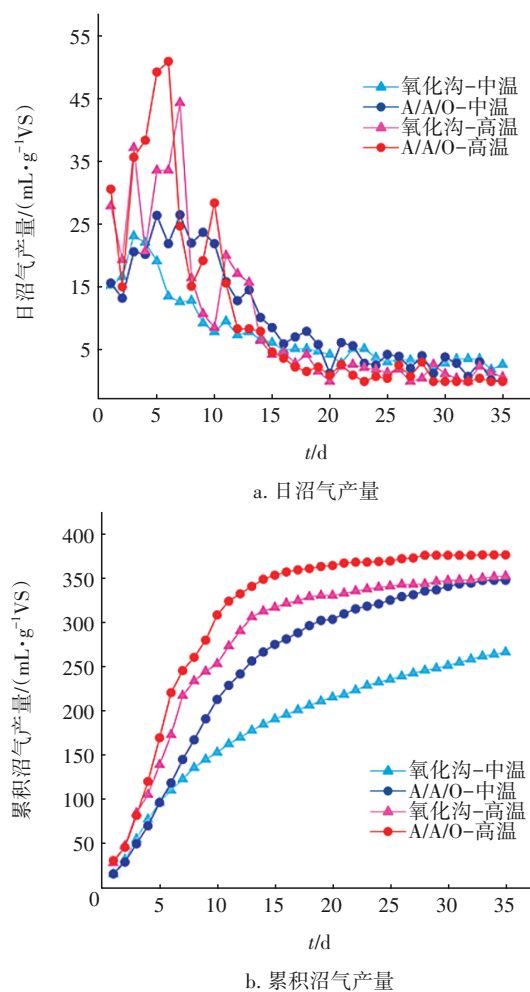 55
45
35
25
15
5
日沼气产量/(mL·g⁻¹VS)
氧化沟-中温
A/A/O-中温
氧化沟-高温
A/A/O-高温
0 5 10 15 20 25 30 35
t/d
a. 日沼气产量
400
350
300
250
200
150
100
50
0
累积沼气产量/(mL·g⁻¹VS)
氧化沟-中温
A/A/O-中温
氧化沟-高温
A/A/O-高温
5 10 15 20 25 30 35
t/d
b. 累积沼气产量